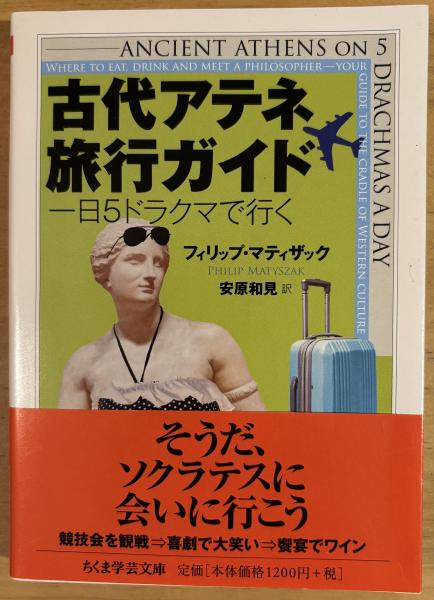 ANCIENT ATHENS ON 5
DRACHMAS A DAY
WHERE TO EAT, DRINK AND MEET A PHILOSOPHER—YOUR
GUIDE TO THE CRADLE OF WESTERN CULTURE
古代アテネ
旅行ガイド
一日5ドラクマで行く
フィリップ・マティザック
PHILIP MATYSZAK
安原和見 訳
そうだ、
ソクラテスに
会いに行こう
競技会を観戦⇒喜劇で大笑い⇒饗宴でワイン
ちくま学芸文庫 定価[本体価格1200円+税]